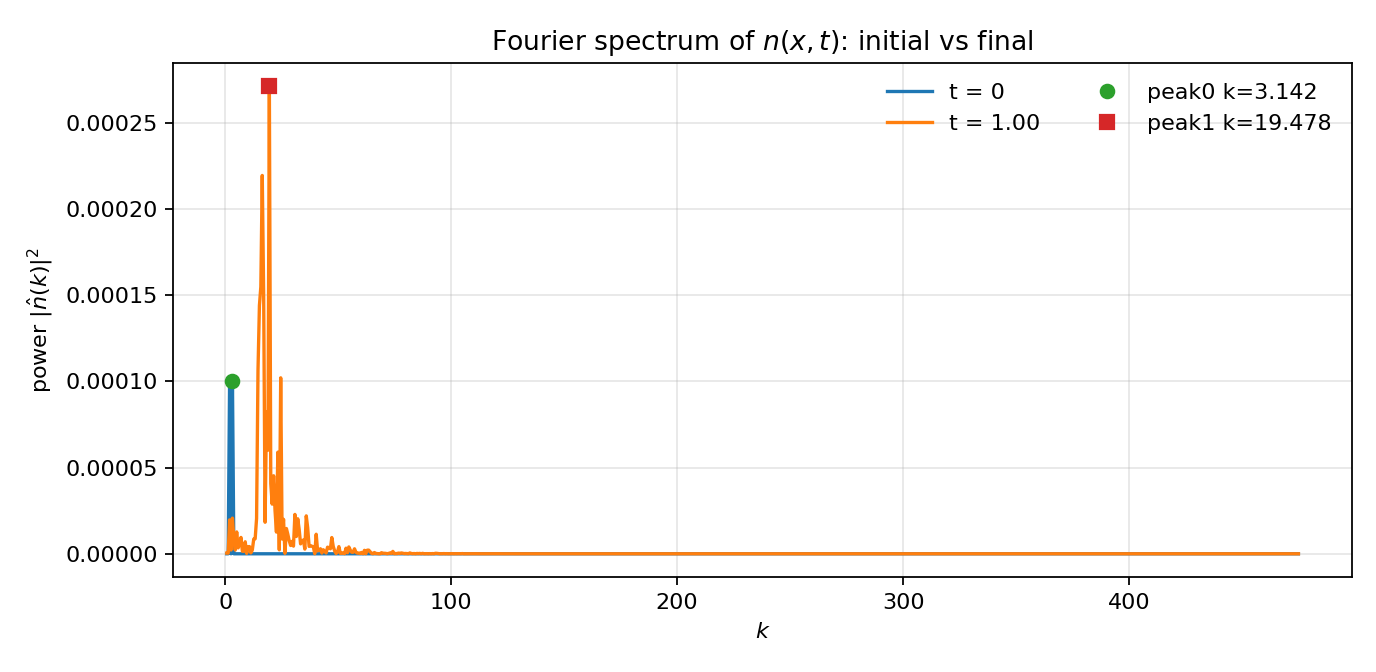 Fourier spectrum of n(x, t): initial vs final
t = 0
t = 1.00
peak0 k=3.142
peak1 k=19.478
power |n̂(k)|²
0.00025
0.00020
0.00015
0.00010
0.00005
0.00000
0 100 200 300 400
k